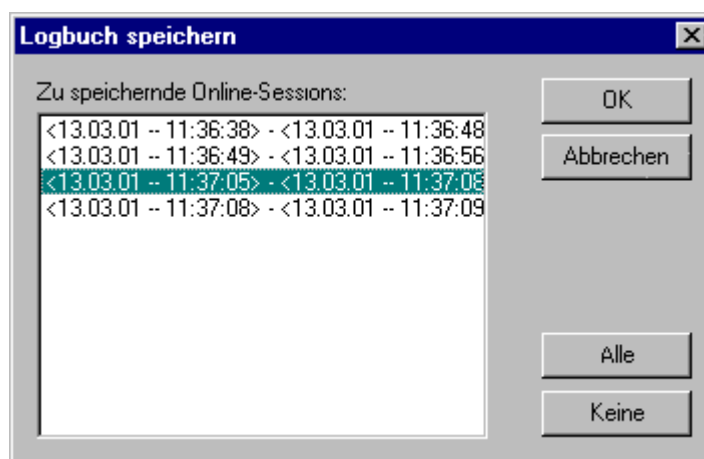 Logbuch speichern
Zu speichernde Online-Sessions:
<13.03.01 -- 11:36:38> - <13.03.01 -- 11:36:48
<13.03.01 -- 11:36:49> - <13.03.01 -- 11:36:56
<13.03.01 -- 11:37:05> - <13.03.01 -- 11:37:08
<13.03.01 -- 11:37:08> - <13.03.01 -- 11:37:09
OK
Abbrechen
Alle
Keine